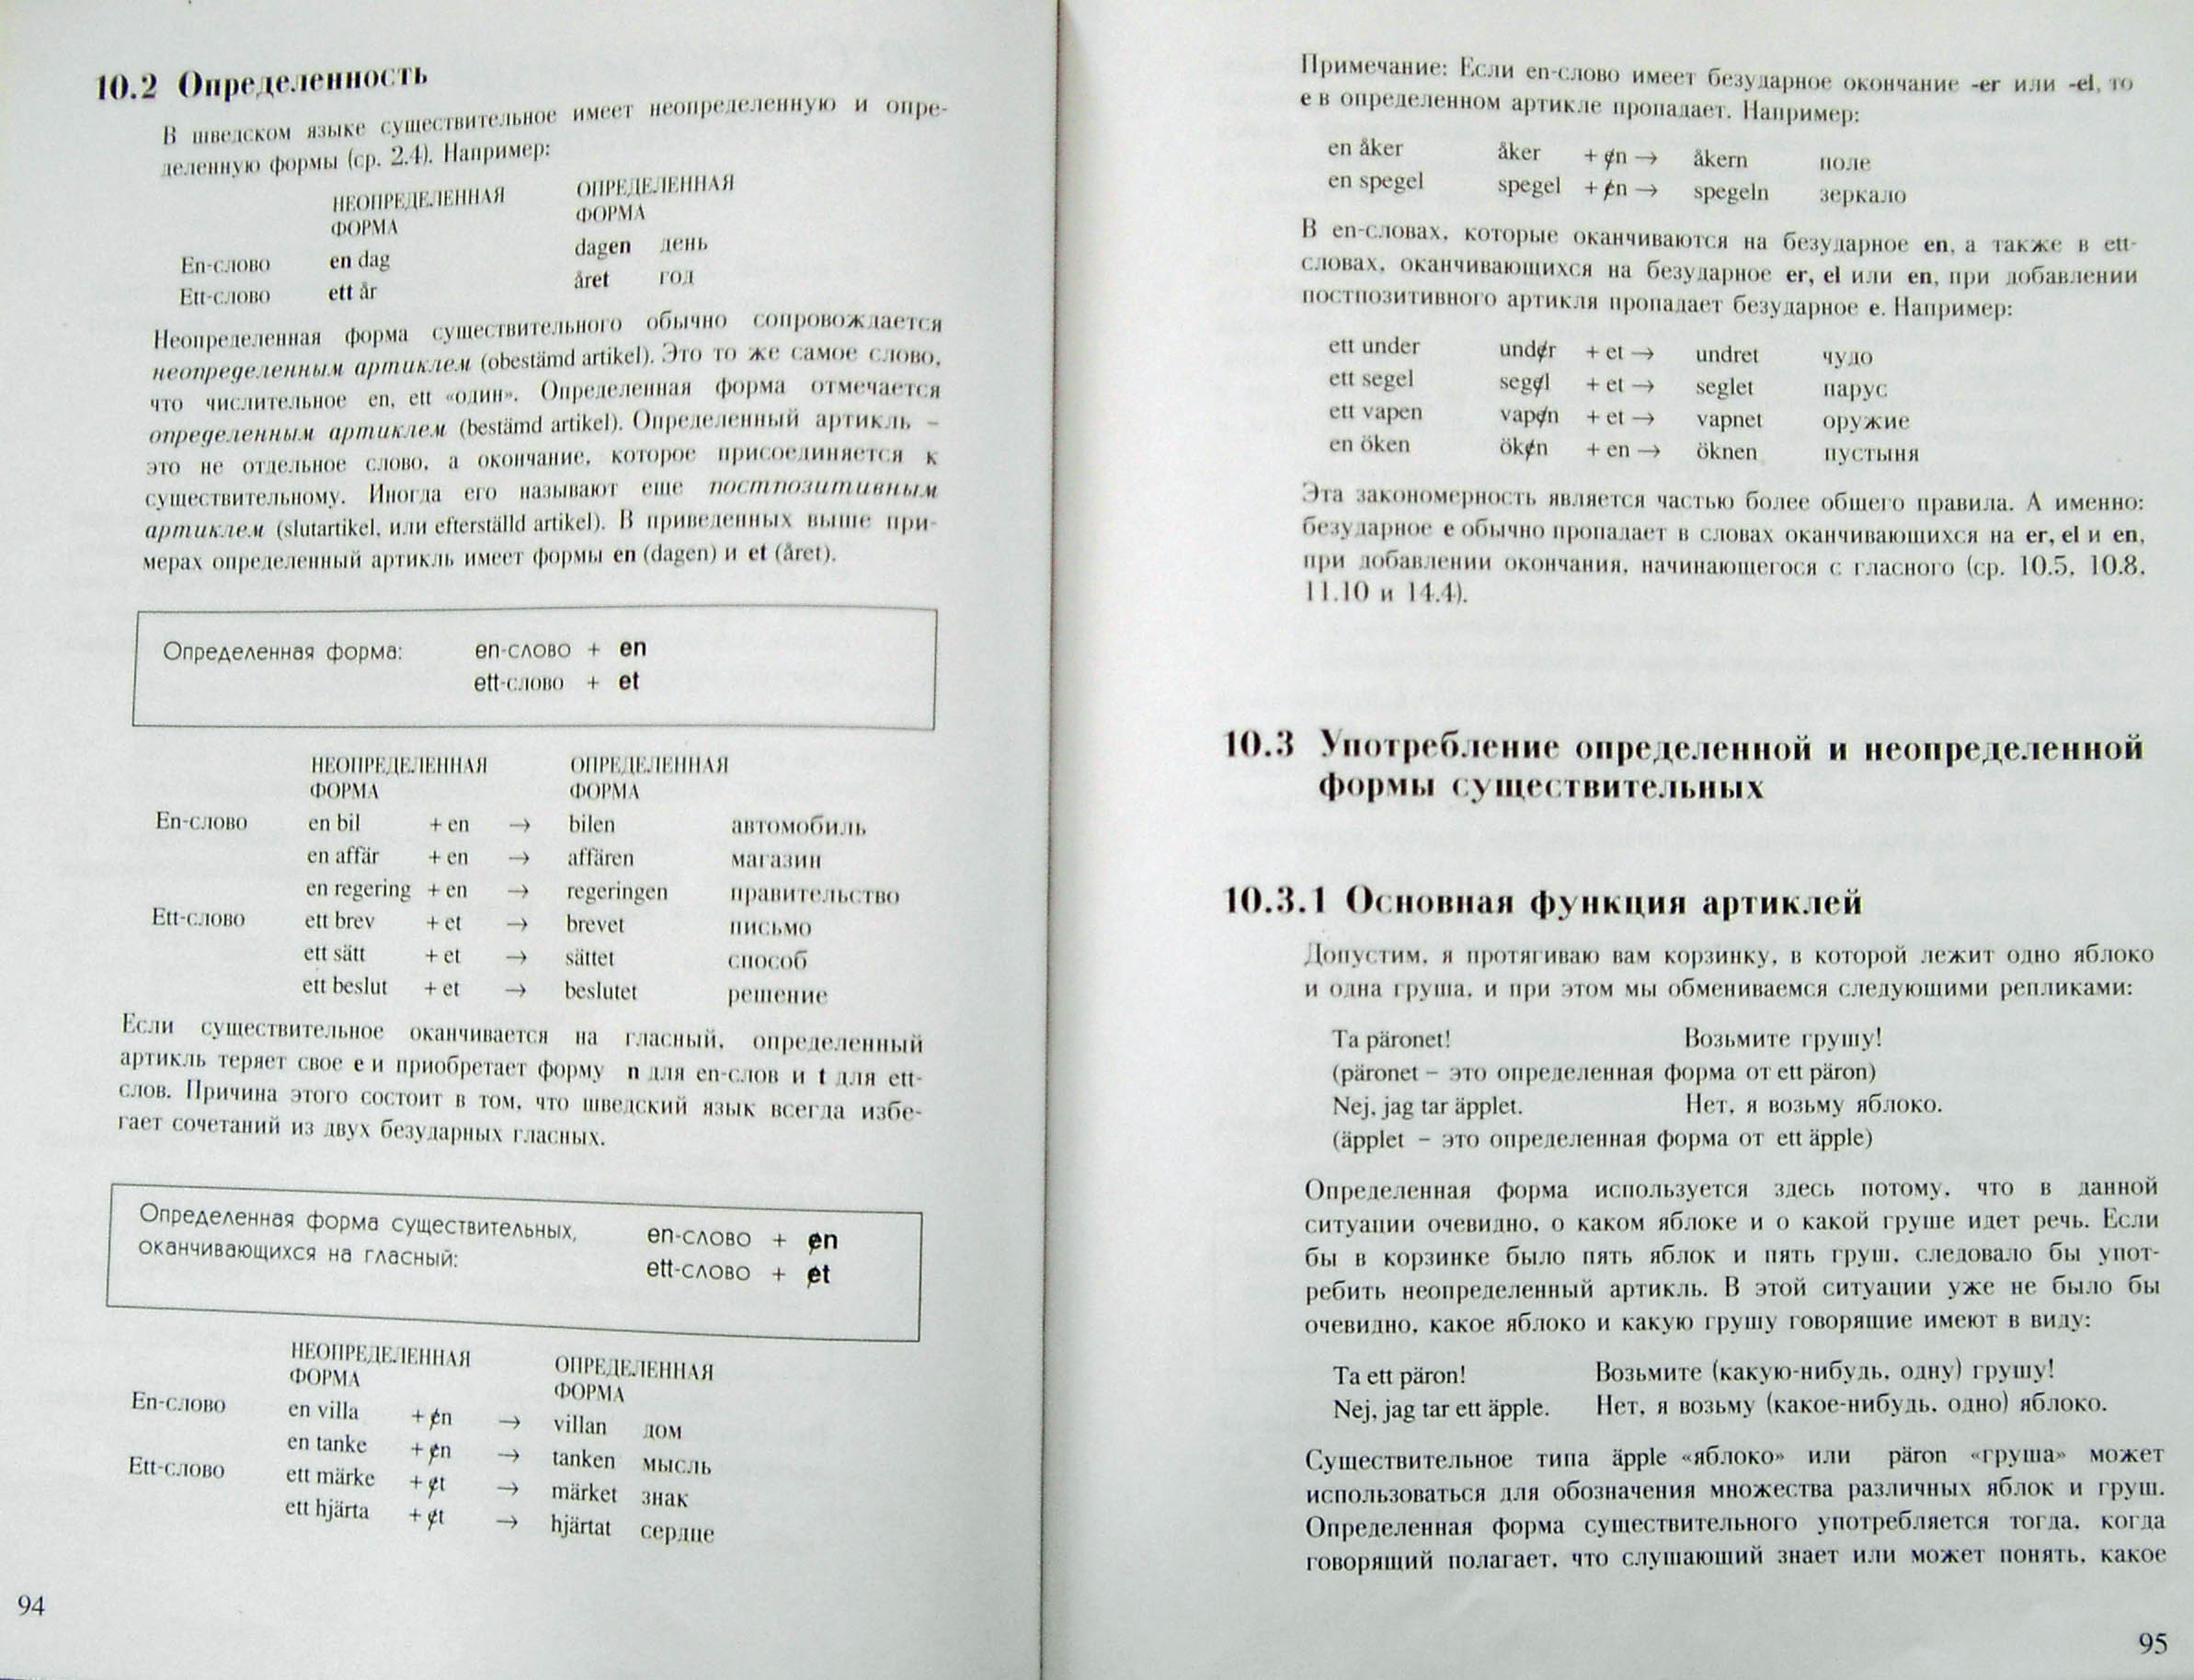 10.2 Определенность
В шведском языке существительное имеет неопределенную и опре-
деленную формы (ср. 2.4). Например:
НЕОПРЕДЕЛЕННАЯ ОПРЕДЕЛЕННАЯ
ФОРМА ФОРМА
En-слово en dag dagen день
Ett-слово ett år året год
Неопределенная форма существительного обычно сопровождается
неопределенным артиклем (obestämd artikel). Это то же самое слово,
что числительное en, ett «один». Определенная форма отмечается
определенным артиклем (bestämd artikel). Определенный артикль –
это не отдельное слово, а окончание, которое присоединяется к
существительному. Иногда его называют еще постпозитивным
артиклем (slutartikel, или efterställd artikel). В приведенных выше при-
мерах определенный артикль имеет формы en (dagen) и et (året).
Определенная форма: en-слово + en
ett-слово + et
НЕОПРЕДЕЛЕННАЯ ОПРЕДЕЛЕННАЯ
ФОРМА ФОРМА
En-слово en bil + en → bilen автомобиль
en affär + en → affären магазин
en regering + en → regeringen правительство
Ett-слово ett brev + et → brevet письмо
ett sätt + et → sättet способ
ett beslut + et → beslutet решение
Если существительное оканчивается на гласный, определенный
артикль теряет свое е и приобретает форму n для en-слов и t для ett-
слов. Причина этого состоит в том, что шведский язык всегда избе-
гает сочетаний из двух безударных гласных.
Определенная форма существительных, en-слово + e̸n
оканчивающихся на гласный: ett-слово + e̸t
НЕОПРЕДЕЛЕННАЯ ОПРЕДЕЛЕННАЯ
ФОРМА ФОРМА
En-слово en villa + e̸n → villan дом
en tanke + e̸n → tanken мысль
Ett-слово ett märke + e̸t → märket знак
ett hjärta + e̸t → hjärtat сердце
94
Примечание: Если en-слово имеет безударное окончание -er или -el, то
е в определенном артикле пропадает. Например:
en åker åker + e̸n → åkern поле
en spegel spegel + e̸n → spegeln зеркало
В en-словах, которые оканчиваются на безударное en, а также в ett-
словах, оканчивающихся на безударное er, el или en, при добавлении
постпозитивного артикля пропадает безударное е. Например:
ett under unde̸r + et → undret чудо
ett segel sege̸l + et → seglet парус
ett vapen vape̸n + et → vapnet оружие
en öken öke̸n + en → öknen пустыня
Эта закономерность является частью более общего правила. А именно:
безударное е обычно пропадает в словах оканчивающихся на er, el и en,
при добавлении окончания, начинающегося с гласного (ср. 10.5, 10.8,
11.10 и 14.4).
10.3 Употребление определенной и неопределенной
формы существительных
10.3.1 Основная функция артиклей
Допустим, я протягиваю вам корзинку, в которой лежит одно яблоко
и одна груша, и при этом мы обмениваемся следующими репликами:
Ta päronet! Возьмите грушу!
(päronet – это определенная форма от ett päron)
Nej, jag tar äpplet. Нет, я возьму яблоко.
(äpplet – это определенная форма от ett äpple)
Определенная форма используется здесь потому, что в данной
ситуации очевидно, о каком яблоке и о какой груше идет речь. Если
бы в корзинке было пять яблок и пять груш, следовало бы упот-
ребить неопределенный артикль. В этой ситуации уже не было бы
очевидно, какое яблоко и какую грушу говорящие имеют в виду:
Ta ett päron! Возьмите (какую-нибудь, одну) грушу!
Nej, jag tar ett äpple. Нет, я возьму (какое-нибудь, одно) яблоко.
Существительное типа äpple «яблоко» или päron «груша» может
использоваться для обозначения множества различных яблок и груш.
Определенная форма существительного употребляется тогда, когда
говорящий полагает, что слушающий знает или может понять, какое
95